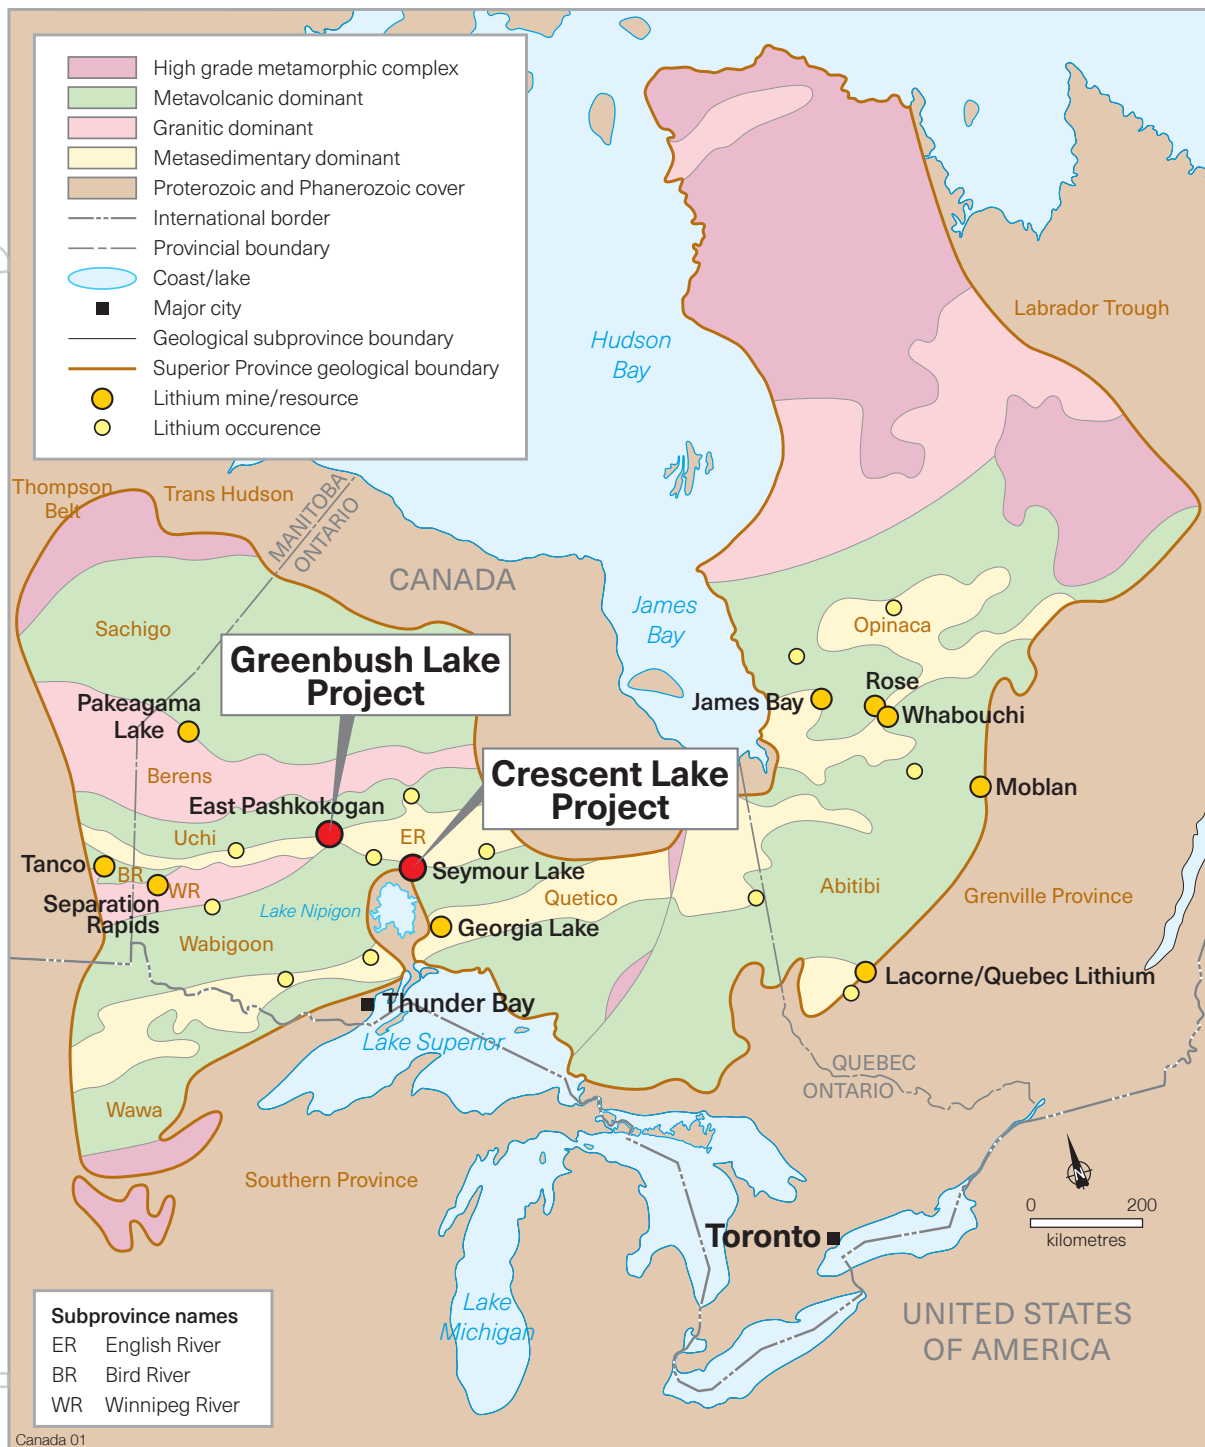 High grade metamorphic complex
Metavolcanic dominant
Granitic dominant
Metasedimentary dominant
Proterozoic and Phanerozoic cover
International border
Provincial boundary
Coast/lake
Major city
Geological subprovince boundary
Superior Province geological boundary
Lithium mine/resource
Lithium occurence
Labrador Trough
Hudson
Bay
Thompson
Belt
Trans Hudson
MANITOBA
ONTARIO
CANADA
James
Bay
Sachigo
Opinaca
Greenbush Lake
Project
Pakeagama
Lake
James Bay
Rose
Whabouchi
Berens
Crescent Lake
Project
Moblan
East Pashkokogan
Uchi
ER
Tanco
BR
WR
Seymour Lake
Separation
Rapids
Quetico
Abitibi
Grenville Province
Lake Nipigon
Georgia Lake
Wabigoon
Lacorne/Quebec Lithium
Thunder Bay
Lake Superior
QUEBEC
ONTARIO
Wawa
Southern Province
0 200
kilometres
Toronto
Lake
Michigan
UNITED STATES
OF AMERICA
Subprovince names
ER English River
BR Bird River
WR Winnipeg River
Canada 01